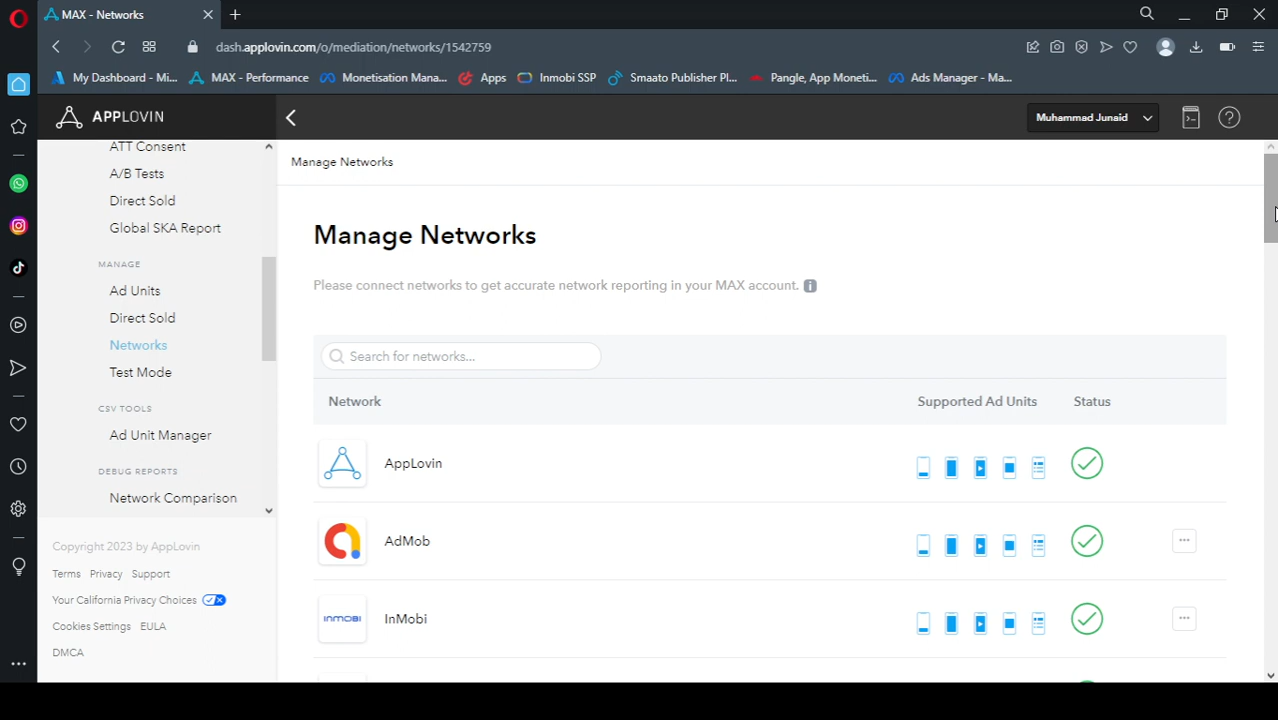 MAX - Networks
dash.applovin.com/o/mediation/networks/1542759
My Dashboard - Mi... MAX - Performance Monetisation Mana... Apps Inmobi SSP Smaato Publisher Pl... Pangle, App Moneti... Ads Manager - Ma...
APPLOVIN
Muhammad Junaid
ATT Consent
A/B Tests
Direct Sold
Global SKA Report
MANAGE
Ad Units
Direct Sold
Networks
Test Mode
CSV TOOLS
Ad Unit Manager
DEBUG REPORTS
Network Comparison
Copyright 2023 by AppLovin
Terms Privacy Support
Your California Privacy Choices
Cookies Settings EULA
DMCA
Manage Networks
Manage Networks
Please connect networks to get accurate network reporting in your MAX account.
Search for networks...
Network Supported Ad Units Status
AppLovin
AdMob
INMOBI InMobi